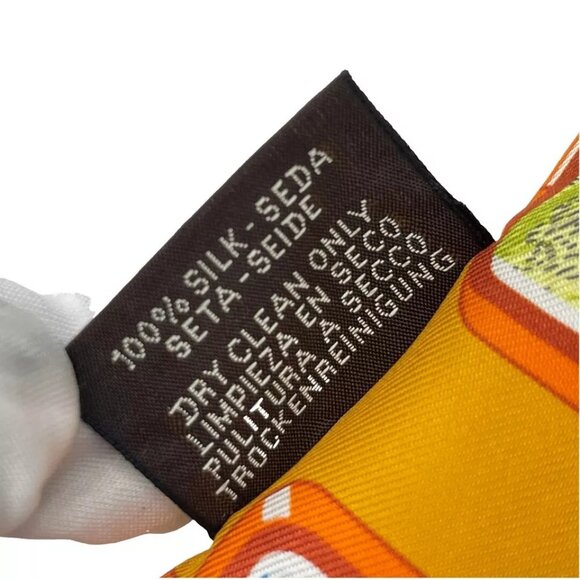 100% SILK-SEDA
SETA-SEIDE
DRY CLEAN ONLY
LIMPIEZA EN SECO
PULITURA A SECCO
TROCKENREINIGUNG